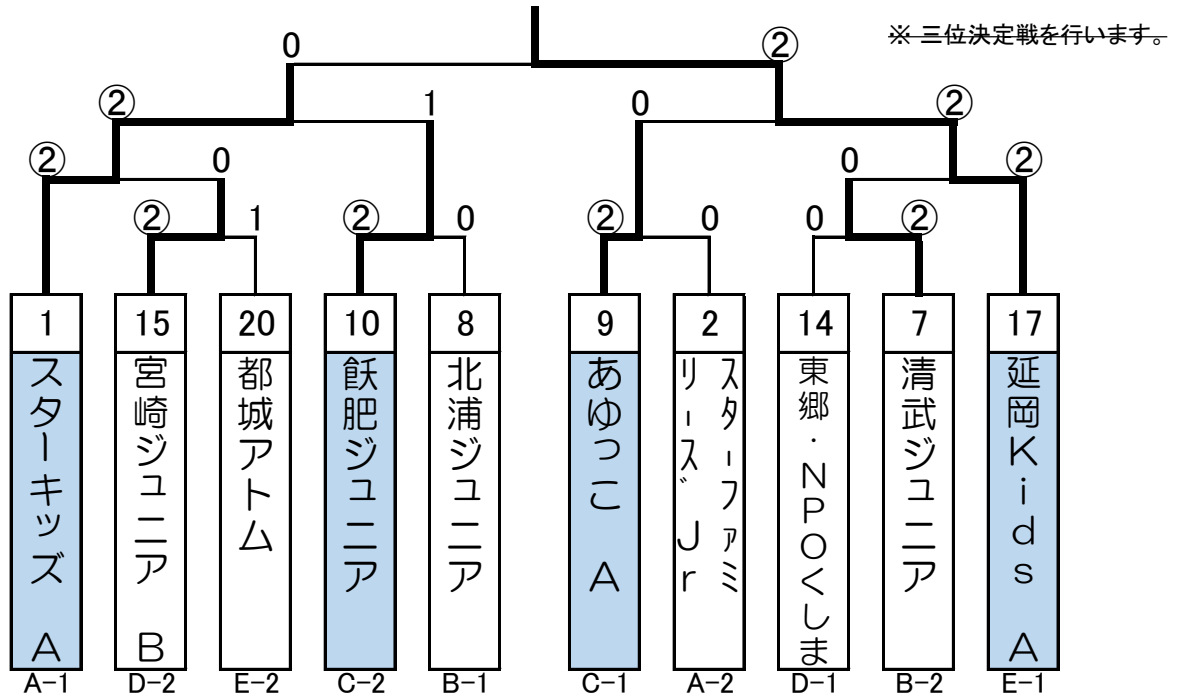 ※ 三位決定戦を行います。
0
②
②
1
0
②
②
0
0
②
②
1
②
0
②
0
0
②
1
15
20
10
8
9
2
14
7
17
スターキッズ A
宮崎ジュニア B
都城アトム
飫肥ジュニア
北浦ジュニア
あゆっこ A
スターファミ
リーズ Jr
東郷・NPOくしま
清武ジュニア
延岡Kids A
A-1
D-2
E-2
C-2
B-1
C-1
A-2
D-1
B-2
E-1